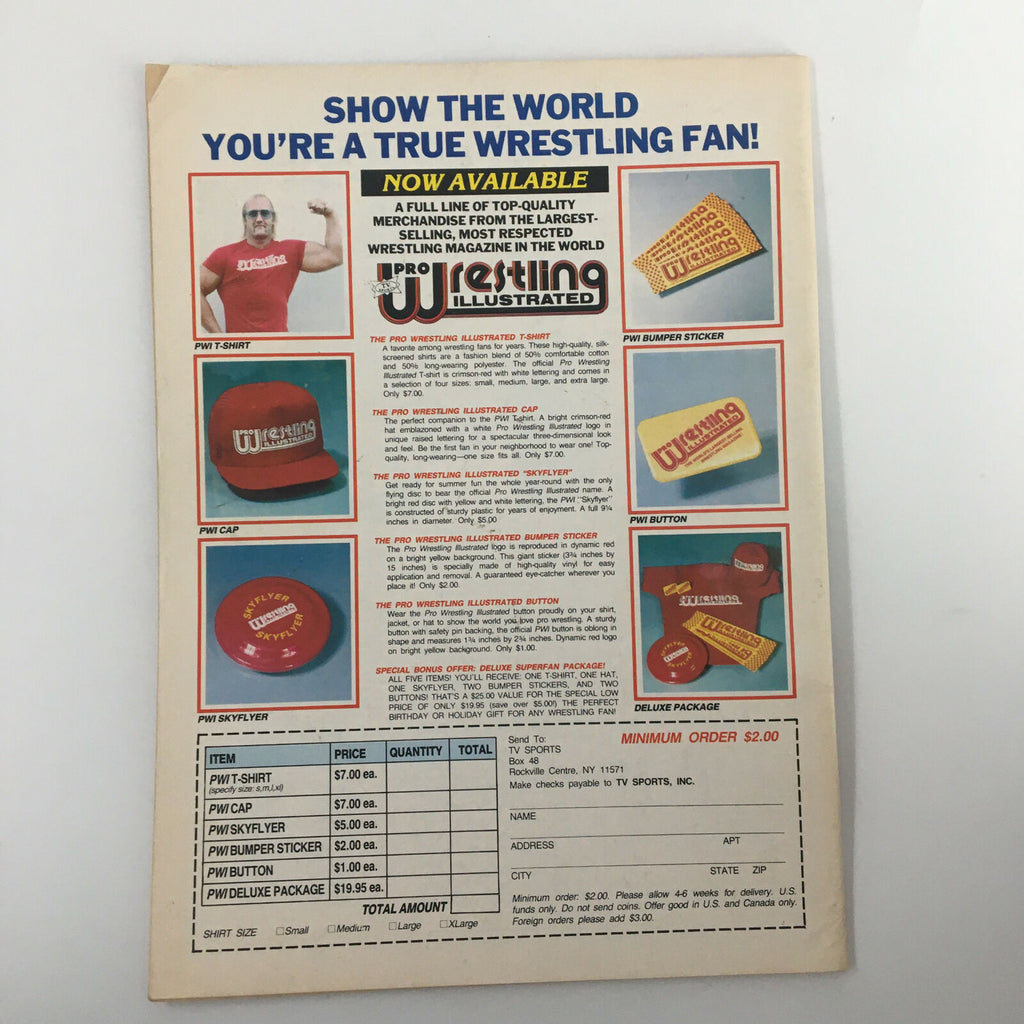 SHOW THE WORLD
YOU'RE A TRUE WRESTLING FAN!
NOW AVAILABLE
A FULL LINE OF TOP-QUALITY
MERCHANDISE FROM THE LARGEST-
SELLING, MOST RESPECTED
WRESTLING MAGAZINE IN THE WORLD
PRO
Wrestling
ILLUSTRATED
Wrestling
PWI T-SHIRT
Wrestling
ILLUSTRATED
PWI CAP
SKYFLYER
Wrestling
SKYFLYER
PWI SKYFLYER
THE PRO WRESTLING ILLUSTRATED T-SHIRT
A favorite among wrestling fans for years. These high-quality, silk-
screened shirts are a fashion blend of 50% comfortable cotton
and 50% long-wearing polyester. The official Pro Wrestling
Illustrated T-shirt is crimson-red with white lettering and comes in
a selection of four sizes: small, medium, large, and extra large.
Only $7.00.
THE PRO WRESTLING ILLUSTRATED CAP
The perfect companion to the PWI T-shirt. A bright crimson-red
hat emblazoned with a white Pro Wrestling Illustrated logo in
unique raised lettering for a spectacular three-dimensional look
and feel. Be the first fan in your neighborhood to wear one! Top-
quality, long-wearing—one size fits all. Only $7.00.
THE PRO WRESTLING ILLUSTRATED "SKYFLYER"
Get ready for summer fun the whole year-round with the only
flying disc to bear the official Pro Wrestling Illustrated name. A
bright red disc with yellow and white lettering, the PWI "Skyflyer"
is constructed of sturdy plastic for years of enjoyment. A full 9¼
inches in diameter. Only $5.00
THE PRO WRESTLING ILLUSTRATED BUMPER STICKER
The Pro Wrestling Illustrated logo is reproduced in dynamic red
on a bright yellow background. This giant sticker (3¾ inches by
15 inches) is specially made of high-quality vinyl for easy
application and removal. A guaranteed eye-catcher wherever you
place it! Only $2.00.
THE PRO WRESTLING ILLUSTRATED BUTTON
Wear the Pro Wrestling Illustrated button proudly on your shirt,
jacket, or hat to show the world you love pro wrestling. A sturdy
button with safety pin backing, the official PWI button is oblong in
shape and measures 1¾ inches by 2¾ inches. Dynamic red logo
on bright yellow background. Only $1.00.
SPECIAL BONUS OFFER: DELUXE SUPERFAN PACKAGE!
ALL FIVE ITEMS! YOU'LL RECEIVE: ONE T-SHIRT, ONE HAT,
ONE SKYFLYER, TWO BUMPER STICKERS, AND TWO
BUTTONS! THAT'S A $25.00 VALUE FOR THE SPECIAL LOW
PRICE OF ONLY $19.95 (save over $5.00!) THE PERFECT
BIRTHDAY OR HOLIDAY GIFT FOR ANY WRESTLING FAN!
Wrestling
ILLUSTRATED
PWI BUMPER STICKER
Wrestling
ILLUSTRATED
PWI BUTTON
Wrestling
DELUXE PACKAGE
ITEM PRICE QUANTITY TOTAL
PWI T-SHIRT $7.00 ea.
(specify size: s,m,l,xl)
PWI CAP $7.00 ea.
PWI SKYFLYER $5.00 ea.
PWI BUMPER STICKER $2.00 ea.
PWI BUTTON $1.00 ea.
PWI DELUXE PACKAGE $19.95 ea.
TOTAL AMOUNT
SHIRT SIZE □Small □Medium □Large □XLarge
Send To:
MINIMUM ORDER $2.00
TV SPORTS
Box 48
Rockville Centre, NY 11571
Make checks payable to TV SPORTS, INC.
NAME
ADDRESS APT
CITY STATE ZIP
Minimum order: $2.00. Please allow 4-6 weeks for delivery. U.S.
funds only. Do not send coins. Offer good in U.S. and Canada only.
Foreign orders please add $3.00.